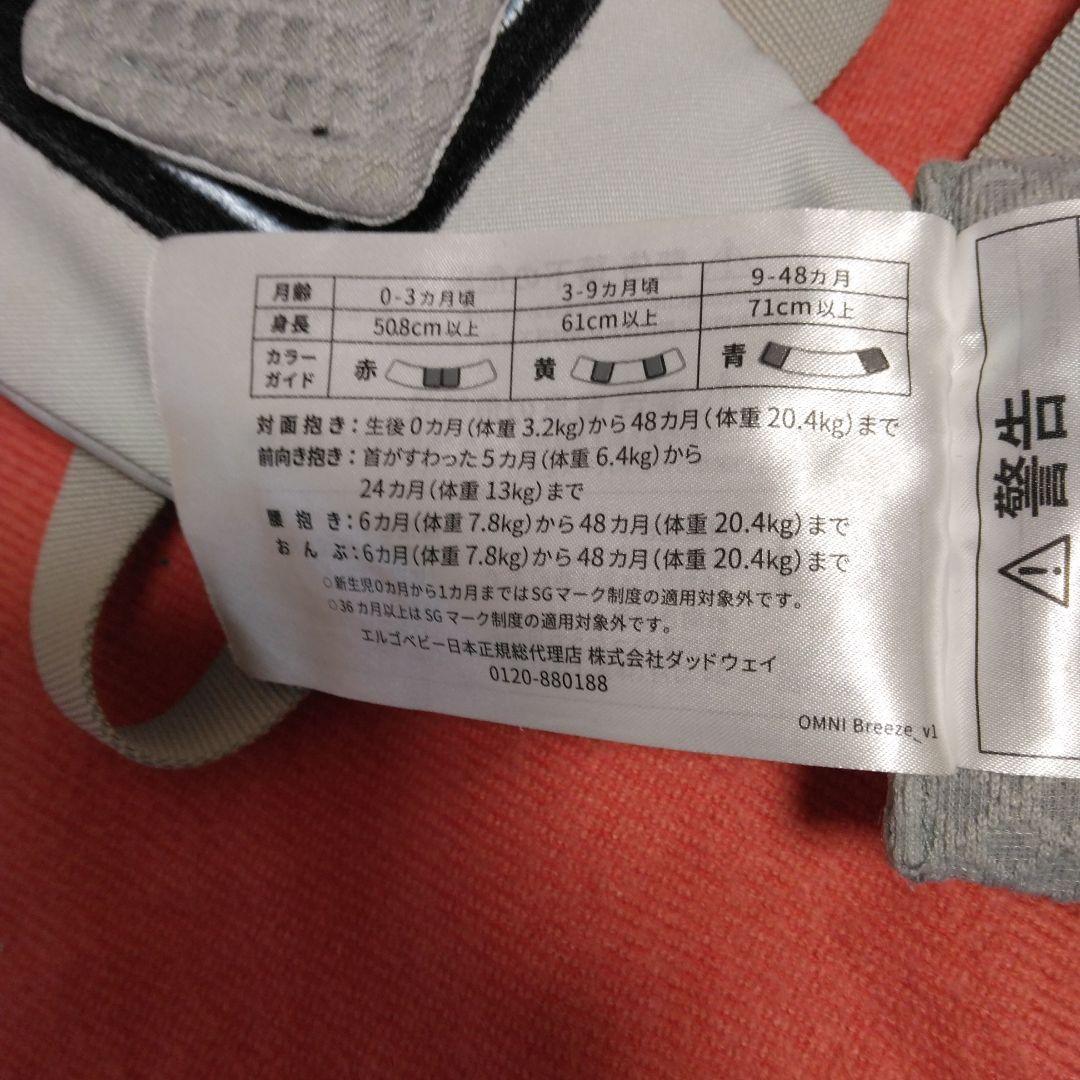 月齢 0-3カ月頃 3-9カ月頃 9-48カ月
身長 50.8cm以上 61cm以上 71cm以上
カラーガイド 赤 黄 青
対面抱き：生後0カ月（体重3.2kg）から48カ月（体重20.4kg）まで
前向き抱き：首がすわった5カ月（体重6.4kg）から
24カ月（体重13kg）まで
腰抱き：6カ月（体重7.8kg）から48カ月（体重20.4kg）まで
おんぶ：6カ月（体重7.8kg）から48カ月（体重20.4kg）まで
○新生児0カ月から1カ月まではSGマーク制度の適用対象外です。
○36カ月以上はSGマーク制度の適用対象外です。
エルゴベビー日本正規総代理店 株式会社ダッドウェイ
0120-880188
OMNI Breeze_v1
警告